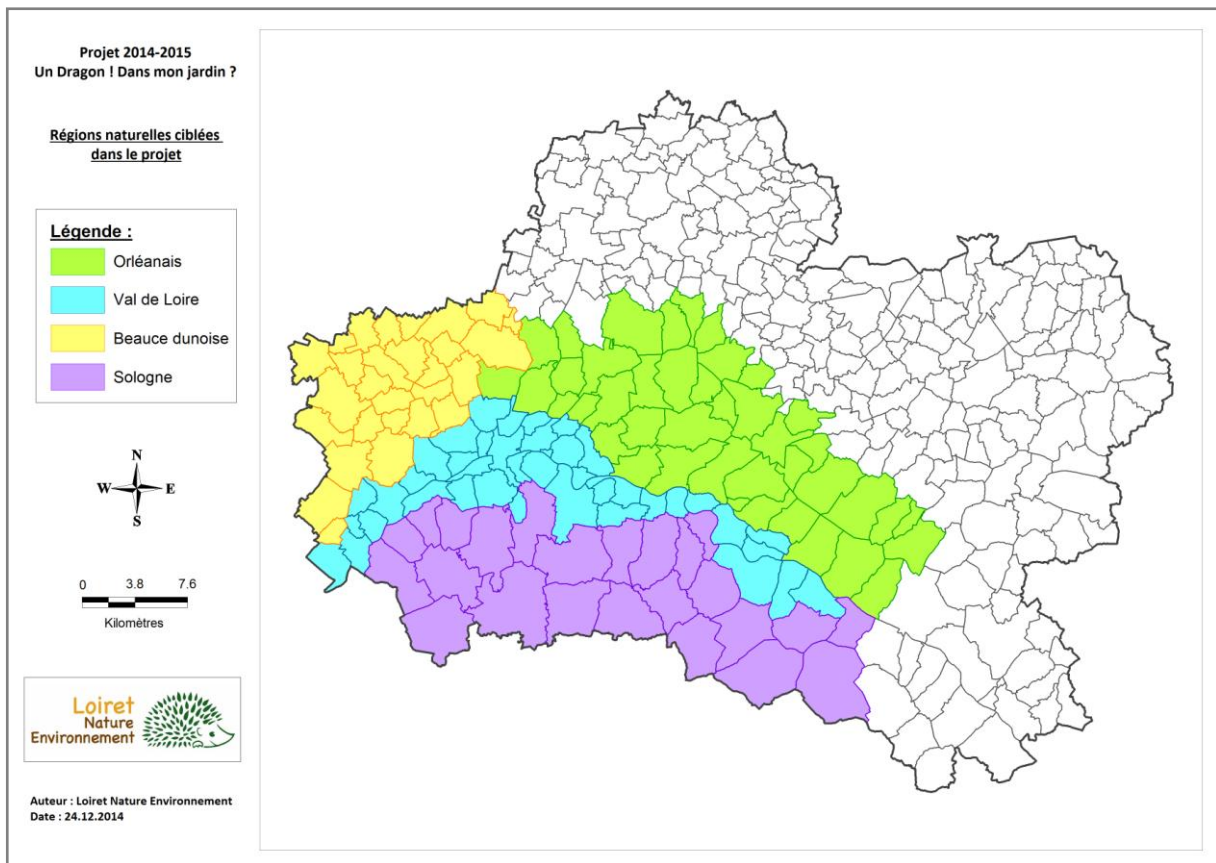 Projet 2014-2015
Un Dragon ! Dans mon jardin ?
Régions naturelles ciblées
dans le projet
Légende :
Orléanais
Val de Loire
Beauce dunoise
Sologne
N
W E
S
0 3.8 7.6
Kilomètres
Loiret
Nature
Environnement
Auteur : Loiret Nature Environnement
Date : 24.12.2014